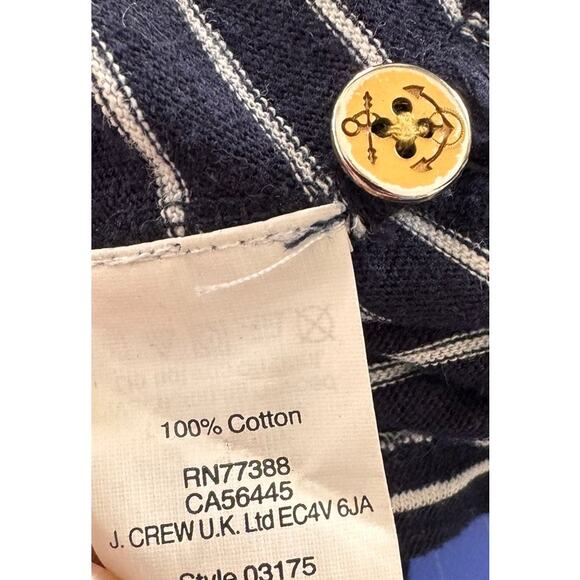 100% Cotton
RN77388
CA56445
J. CREW U.K. Ltd EC4V 6JA
Style 03175